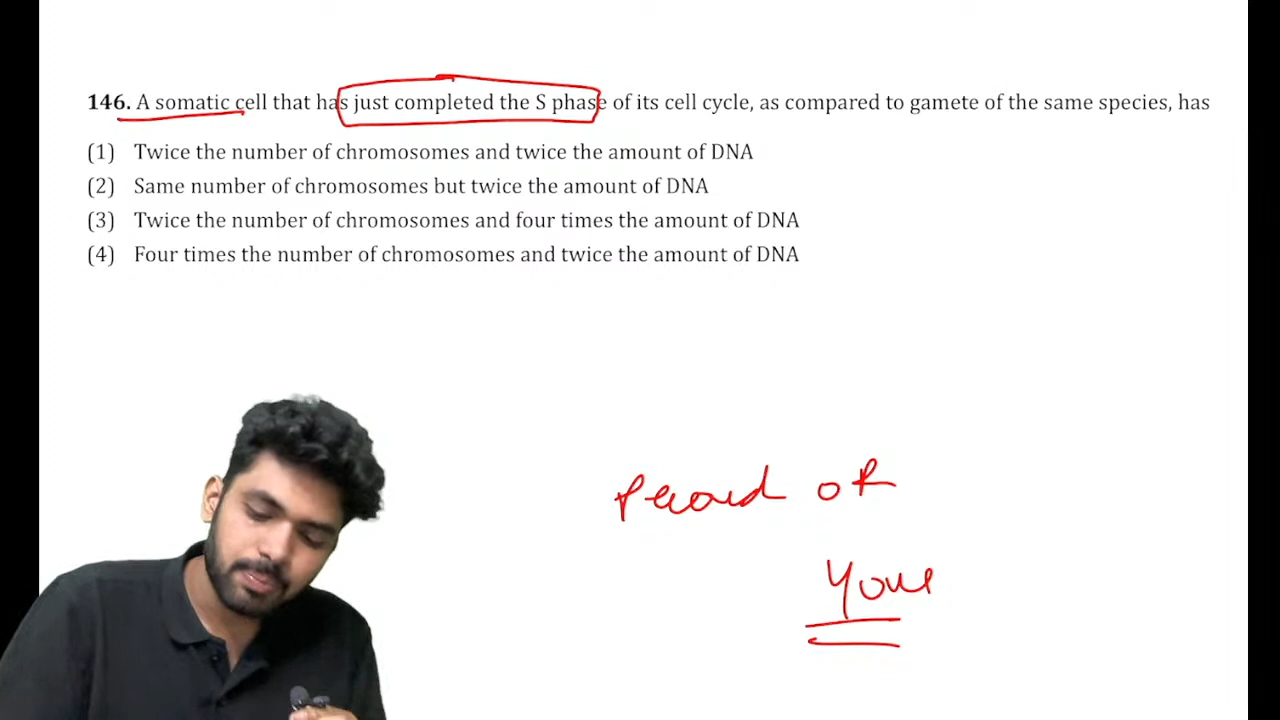 146. A somatic cell that has just completed the S phase of its cell cycle, as compared to gamete of the same species, has
(1) Twice the number of chromosomes and twice the amount of DNA
(2) Same number of chromosomes but twice the amount of DNA
(3) Twice the number of chromosomes and four times the amount of DNA
(4) Four times the number of chromosomes and twice the amount of DNA
of